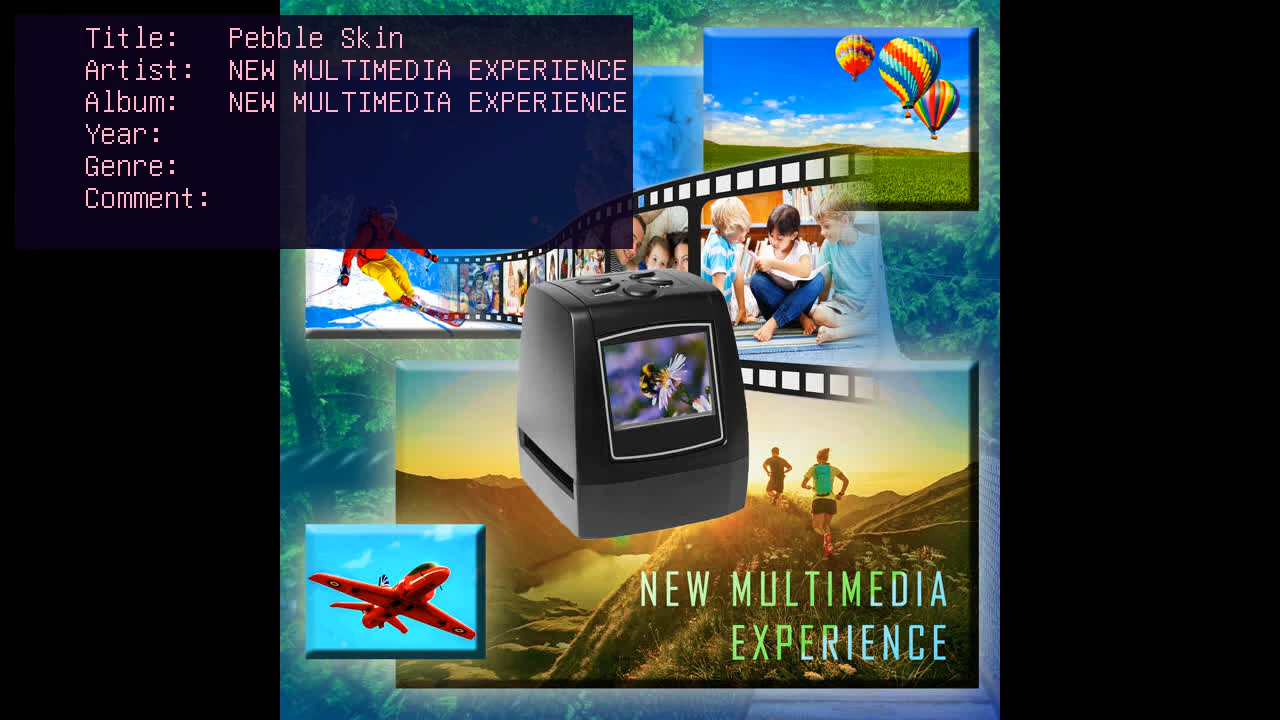 Title: Pebble Skin
Artist: NEW MULTIMEDIA EXPERIENCE
Album: NEW MULTIMEDIA EXPERIENCE
Year:
Genre:
Comment:
NEW MULTIMEDIA
EXPERIENCE